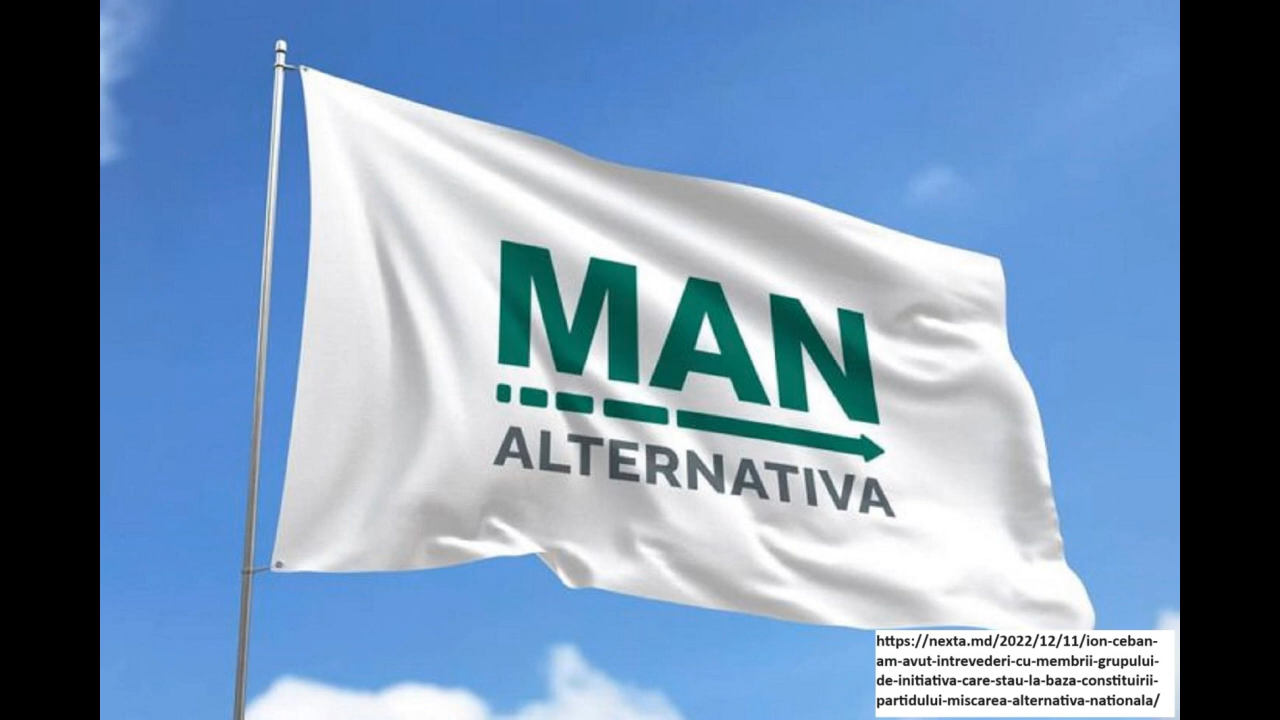 MAN
ALTERNATIVA
https://nexta.md/2022/12/11/ion-ceban-
am-avut-intrevederi-cu-membrii-grupului-
de-initiativa-care-stau-la-baza-constituirii-
partidului-miscarea-alternativa-nationala/